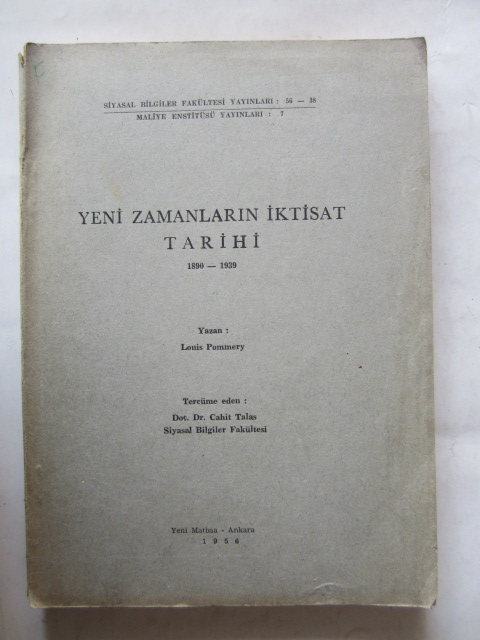 SİYASAL BİLGİLER FAKÜLTESİ YAYINLARI : 56 — 38
MALİYE ENSTİTÜSÜ YAYINLARI : 7
YENİ ZAMANLARIN İKTİSAT
TARİHİ
1890 — 1939
Yazan :
Louis Pommery
Tercüme eden :
Dot. Dr. Cahit Talas
Siyasal Bilgiler Fakültesi
Yeni Matbaa - Ankara
1956